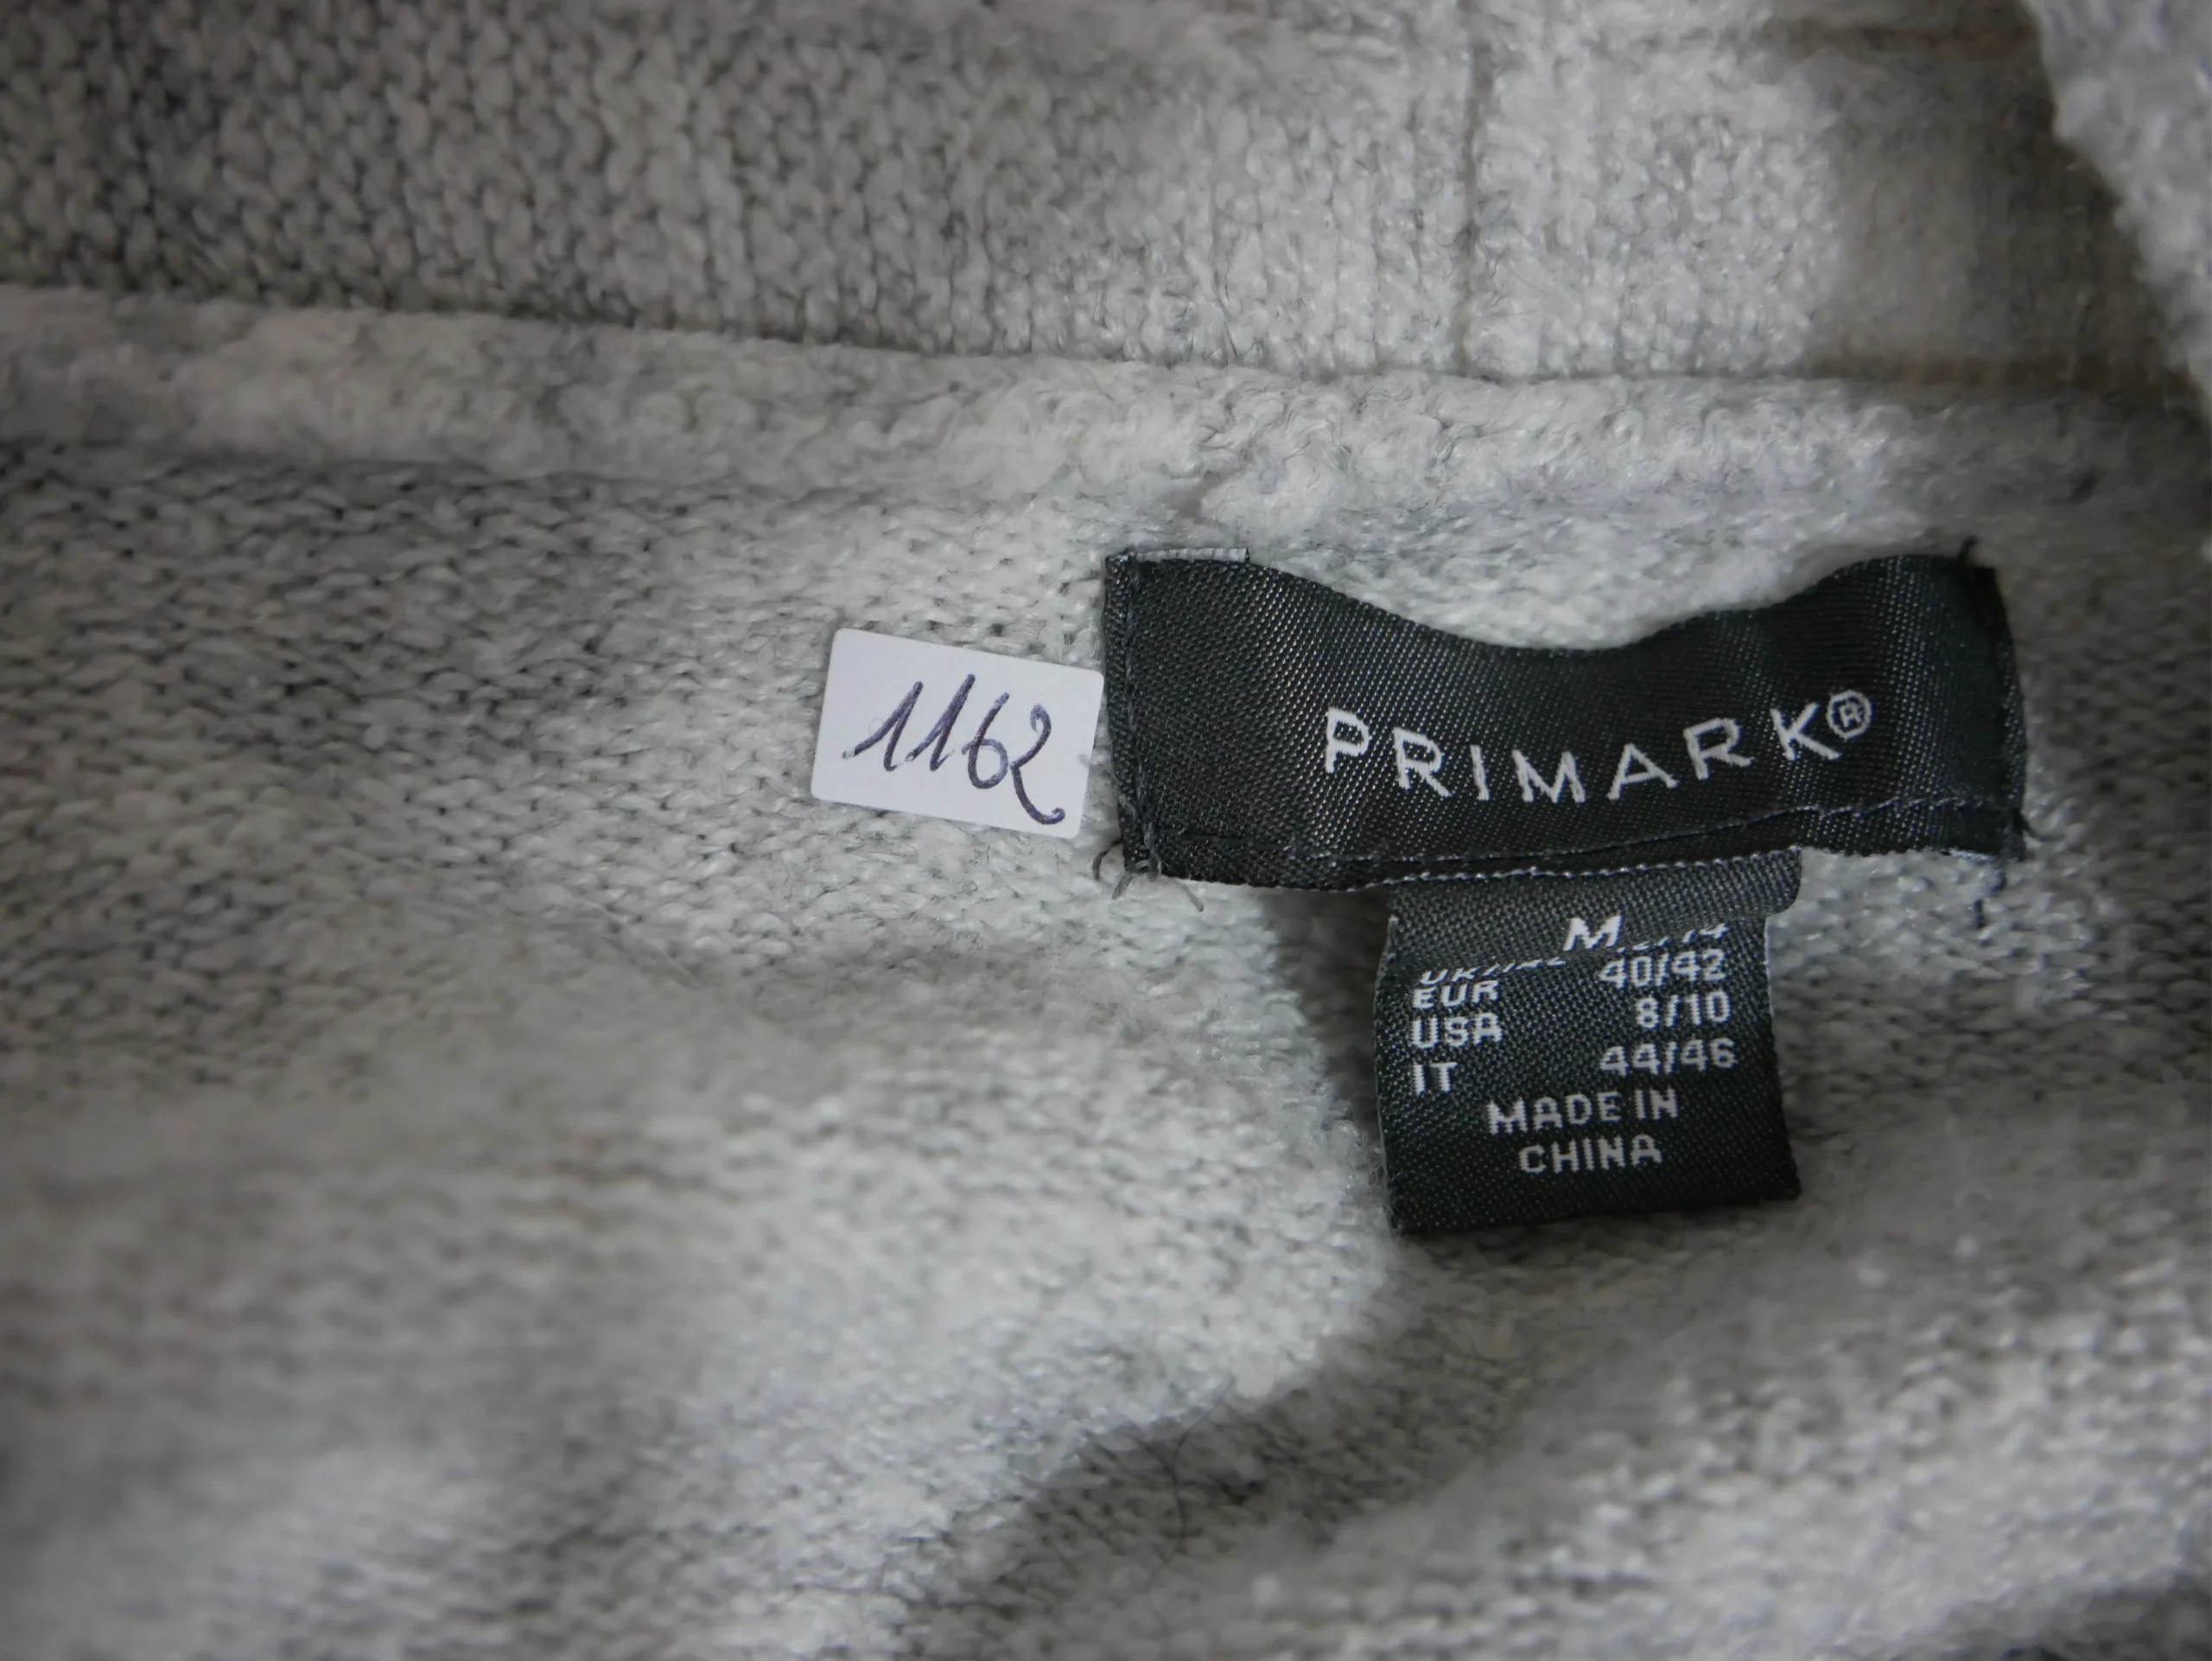 1162
PRIMARK®
M
EUR 40/42
USA 8/10
IT 44/46
MADE IN
CHINA